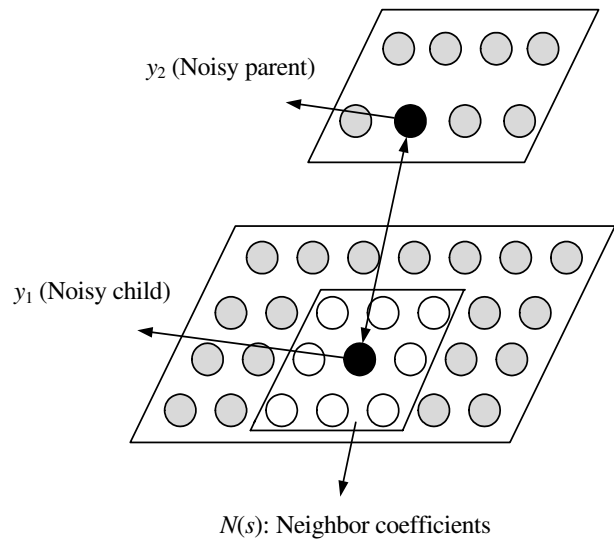 y₂ (Noisy parent)
y₁ (Noisy child)
N(s): Neighbor coefficients